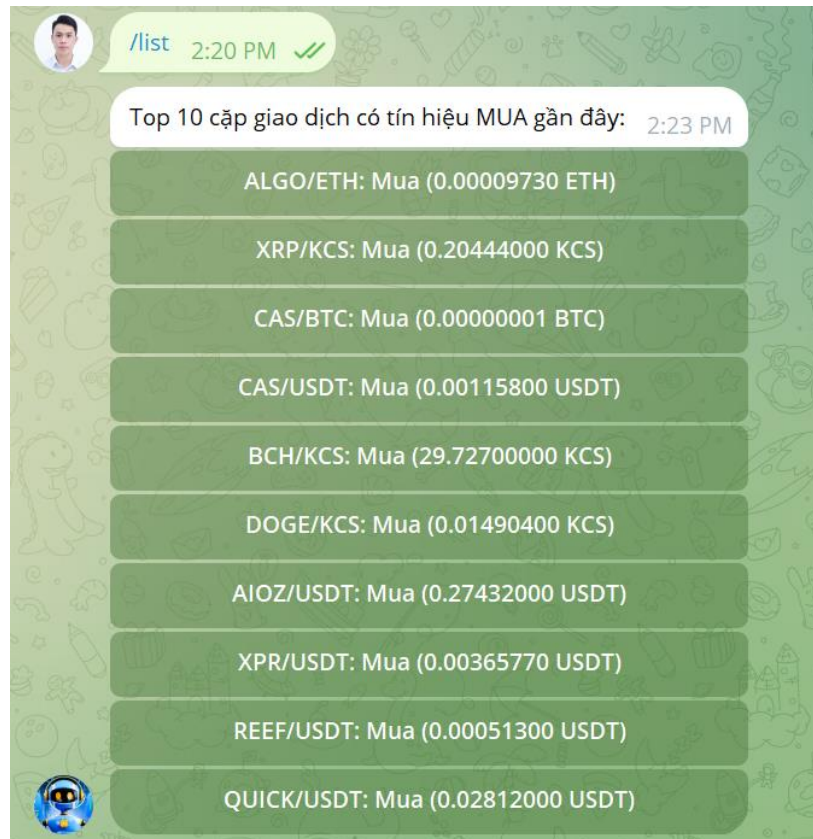 /list 2:20 PM
Top 10 cặp giao dịch có tín hiệu MUA gần đây: 2:23 PM
ALGO/ETH: Mua (0.00009730 ETH)
XRP/KCS: Mua (0.20444000 KCS)
CAS/BTC: Mua (0.00000001 BTC)
CAS/USDT: Mua (0.00115800 USDT)
BCH/KCS: Mua (29.72700000 KCS)
DOGE/KCS: Mua (0.01490400 KCS)
AIOZ/USDT: Mua (0.27432000 USDT)
XPR/USDT: Mua (0.00365770 USDT)
REEF/USDT: Mua (0.00051300 USDT)
QUICK/USDT: Mua (0.02812000 USDT)